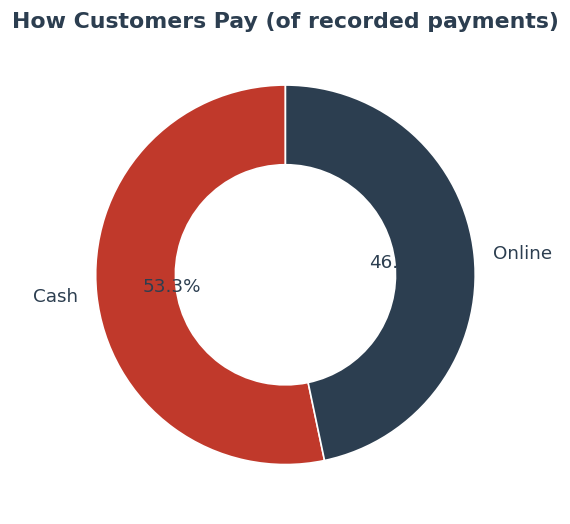 How Customers Pay (of recorded payments)
46.
Online
53.3%
Cash